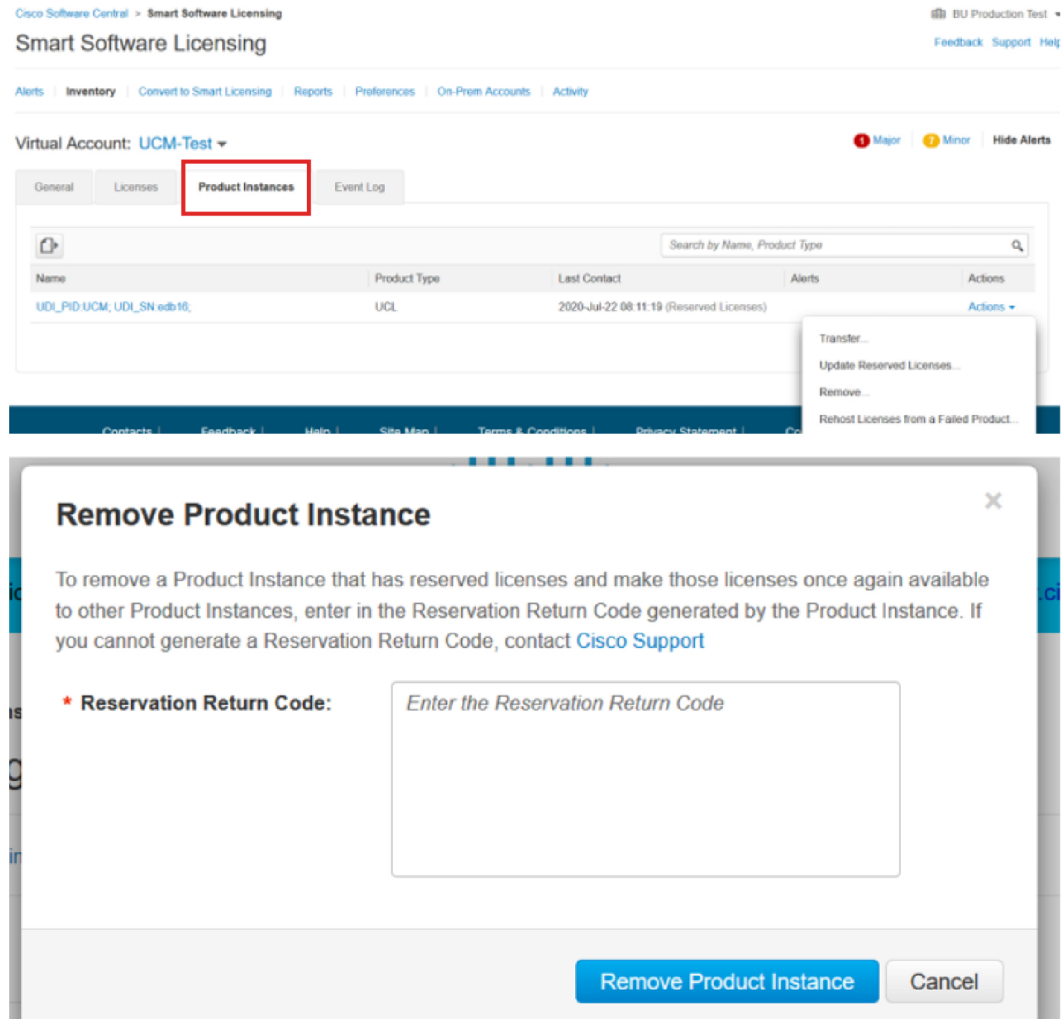 Cisco Software Central > Smart Software Licensing
BU Production Test
Smart Software Licensing
Feedback Support Help
Alerts Inventory Convert to Smart Licensing Reports Preferences On-Prem Accounts Activity
Virtual Account: UCM-Test
1 Major 7 Minor Hide Alerts
General Licenses Product Instances Event Log
Search by Name, Product Type
Name Product Type Last Contact Alerts Actions
UDI_PID:UCM; UDI_SN:edb16; UCL 2020-Jul-22 08:11:19 (Reserved Licenses) Actions
Transfer...
Update Reserved Licenses...
Remove...
Rehost Licenses from a Failed Product...
Contacts | Feedback | Help | Site Map | Terms & Conditions | Privacy Statement |
Remove Product Instance
To remove a Product Instance that has reserved licenses and make those licenses once again available
to other Product Instances, enter in the Reservation Return Code generated by the Product Instance. If
you cannot generate a Reservation Return Code, contact Cisco Support
* Reservation Return Code:
Enter the Reservation Return Code
Remove Product Instance Cancel